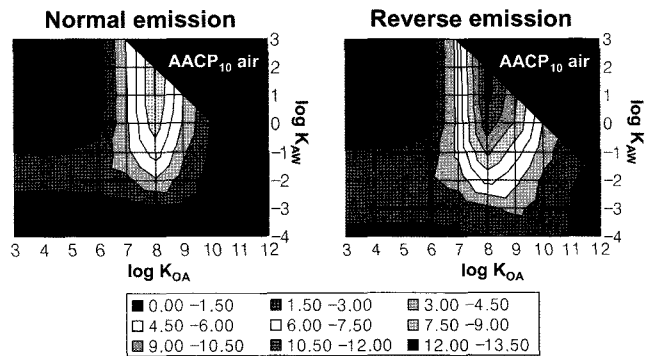 Normal emission
Reverse emission
AACP10 air
AACP10 air
3
2
1
0
-1
-2
-3
-4
log KAW
3
2
1
0
-1
-2
-3
-4
log KAW
3 4 5 6 7 8 9 10 11 12
3 4 5 6 7 8 9 10 11 12
log KOA
log KOA
0.00 -1.50 1.50 -3.00 3.00 -4.50
4.50 -6.00 6.00 -7.50 7.50 -9.00
9.00 -10.50 10.50 -12.00 12.00 -13.50